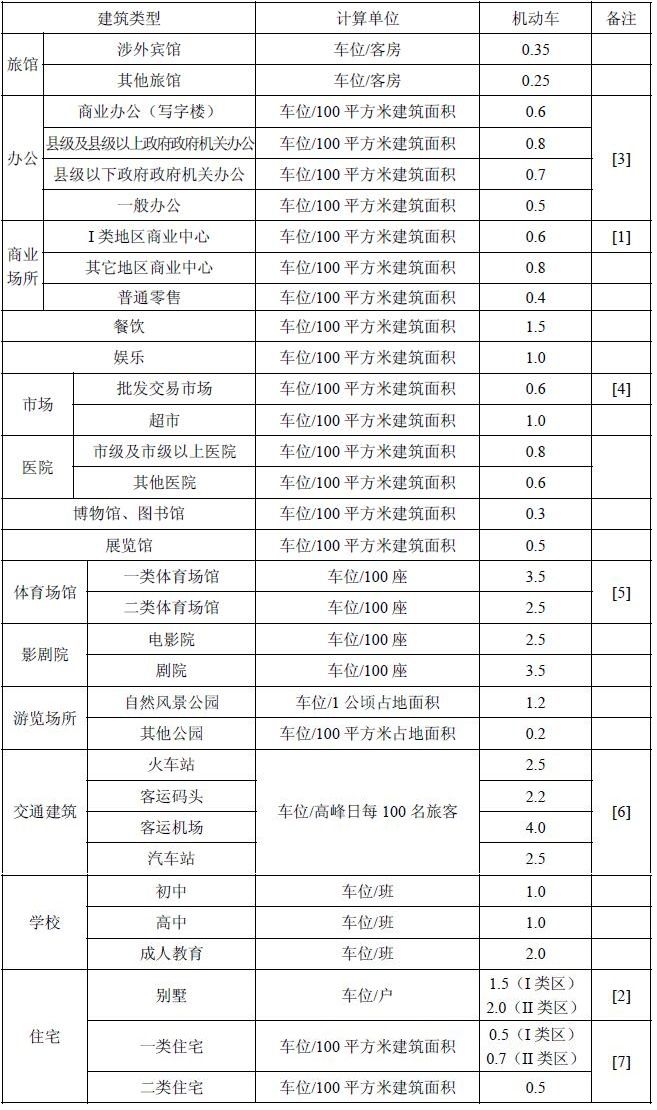 建筑类型 计算单位 机动车 备注
旅馆 涉外宾馆 车位/客房 0.35
其他旅馆 车位/客房 0.25
办公 商业办公（写字楼） 车位/100 平方米建筑面积 0.6 [3]
县级及县级以上政府政府机关办公 车位/100 平方米建筑面积 0.8
县级以下政府政府机关办公 车位/100 平方米建筑面积 0.7
一般办公 车位/100 平方米建筑面积 0.5
商业场所 I 类地区商业中心 车位/100 平方米建筑面积 0.6 [1]
其它地区商业中心 车位/100 平方米建筑面积 0.8
普通零售 车位/100 平方米建筑面积 0.4
餐饮 车位/100 平方米建筑面积 1.5
娱乐 车位/100 平方米建筑面积 1.0
市场 批发交易市场 车位/100 平方米建筑面积 0.6 [4]
超市 车位/100 平方米建筑面积 1.0
医院 市级及市级以上医院 车位/100 平方米建筑面积 0.8
其他医院 车位/100 平方米建筑面积 0.6
博物馆、图书馆 车位/100 平方米建筑面积 0.3
展览馆 车位/100 平方米建筑面积 0.5
体育场馆 一类体育场馆 车位/100 座 3.5 [5]
二类体育场馆 车位/100 座 2.5
影剧院 电影院 车位/100 座 2.5
剧院 车位/100 座 3.5
游览场所 自然风景公园 车位/1 公顷占地面积 1.2
其他公园 车位/100 平方米占地面积 0.2
交通建筑 火车站 车位/高峰日每 100 名旅客 2.5 [6]
客运码头 2.2
客运机场 4.0
汽车站 2.5
学校 初中 车位/班 1.0
高中 车位/班 1.0
成人教育 车位/班 2.0
住宅 别墅 车位/户 1.5（I 类区） [2]
2.0（II 类区）
一类住宅 车位/100 平方米建筑面积 0.5（I 类区） [7]
0.7（II 类区）
二类住宅 车位/100 平方米建筑面积 0.5